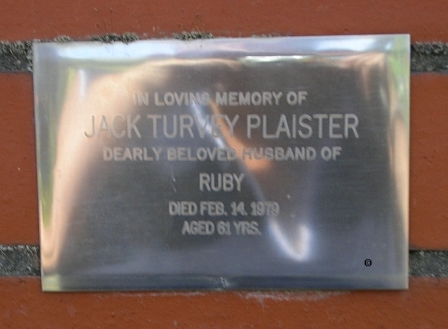 IN LOVING MEMORY OF
JACK TURVEY PLAISTER
DEARLY BELOVED HUSBAND OF
RUBY
DIED FEB. 14. 1979
AGED 61 YRS.